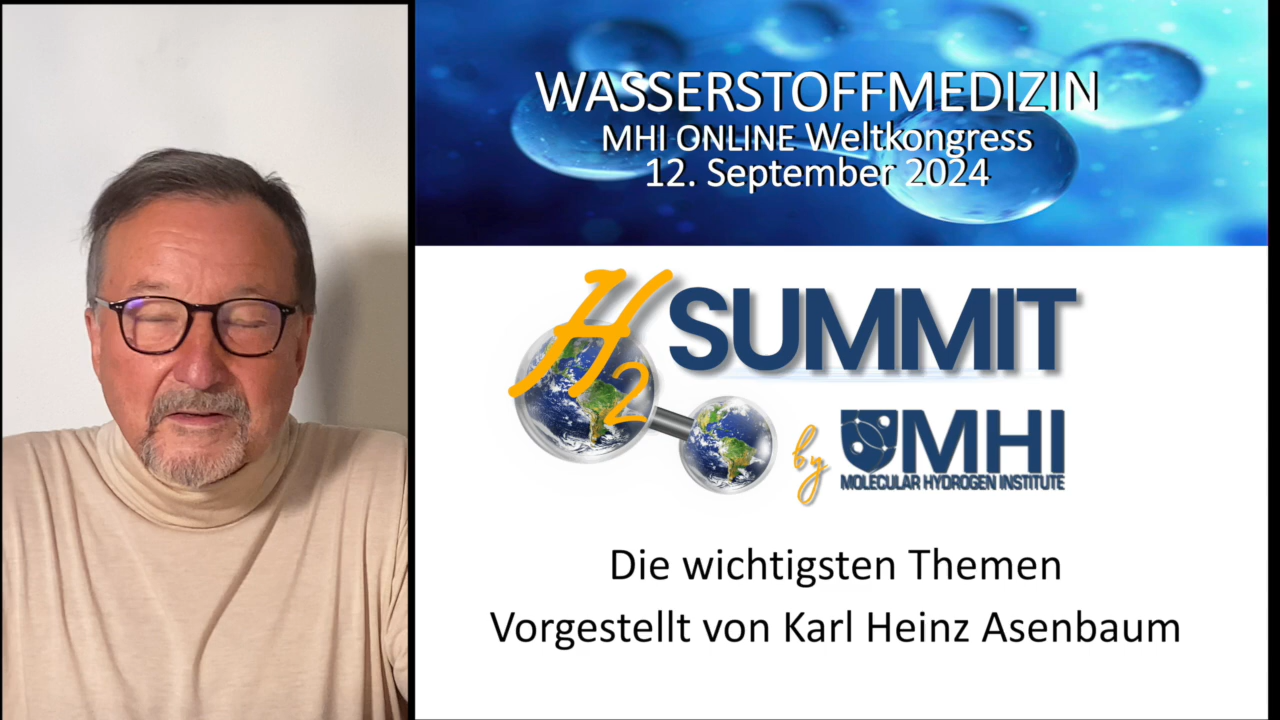 WASSERSTOFFMEDIZIN
MHI ONLINE Weltkongress
12. September 2024
H2 SUMMIT
by MHI
MOLECULAR HYDROGEN INSTITUTE
Die wichtigsten Themen
Vorgestellt von Karl Heinz Asenbaum